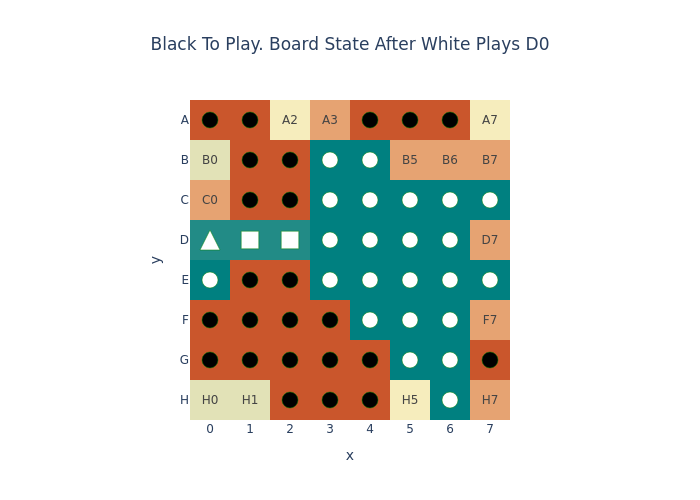 Black To Play. Board State After White Plays D0
A A2 A3 A7
B B0 B5 B6 B7
C C0
D D7
E
F F7
G
H H0 H1 H5 H7
0 1 2 3 4 5 6 7
y
x